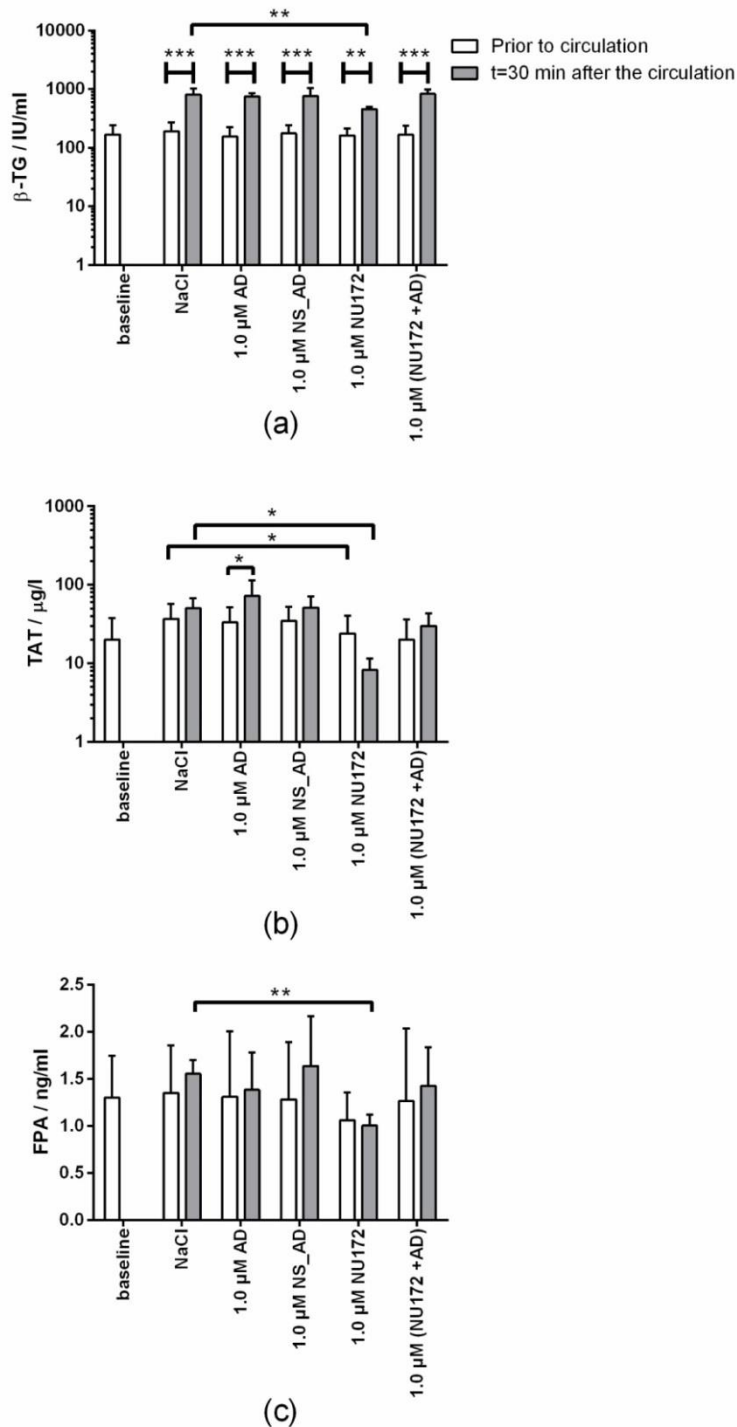 **
*** *** *** ** ***
Prior to circulation
t=30 min after the circulation
β-TG / IU/ml
10000
1000
100
10
1
baseline
NaCl
1.0 µM AD
1.0 µM NS_AD
1.0 µM NU172
1.0 µM (NU172 +AD)
(a)
*
*
*
TAT / µg/l
1000
100
10
1
baseline
NaCl
1.0 µM AD
1.0 µM NS_AD
1.0 µM NU172
1.0 µM (NU172 +AD)
(b)
**
FPA / ng/ml
2.5
2.0
1.5
1.0
0.5
0.0
baseline
NaCl
1.0 µM AD
1.0 µM NS_AD
1.0 µM NU172
1.0 µM (NU172 +AD)
(c)